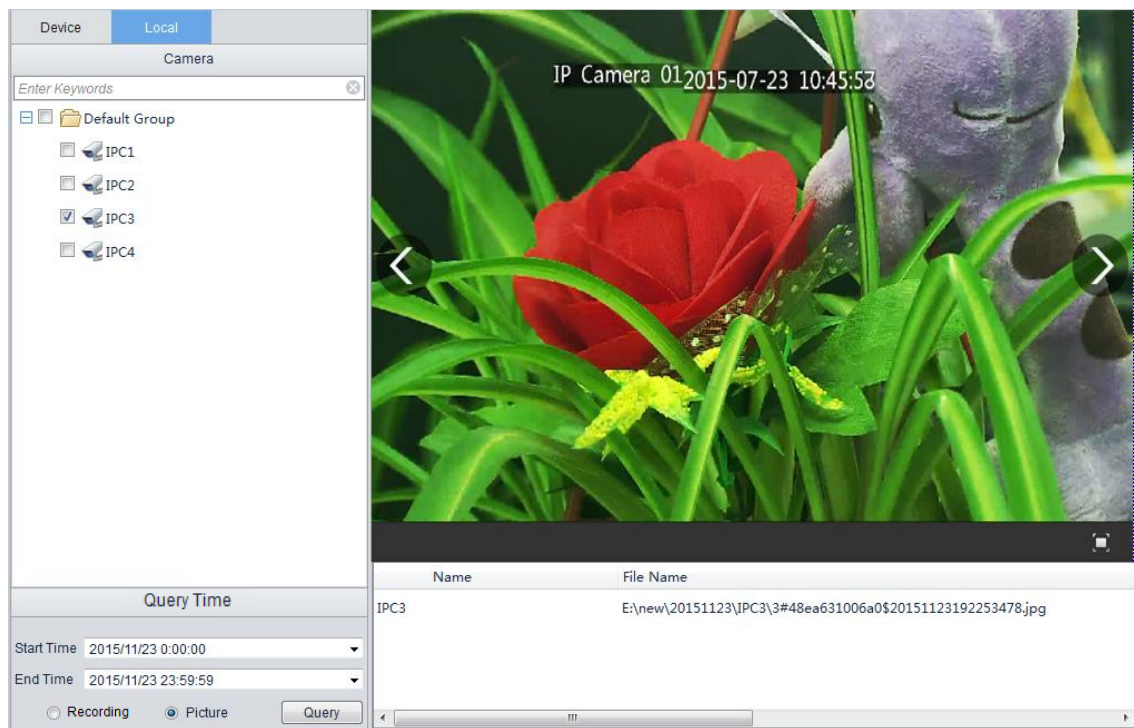 Device
Local
Camera
Enter Keywords
Default Group
IPC1
IPC2
IPC3
IPC4
Query Time
Start Time 2015/11/23 0:00:00
End Time 2015/11/23 23:59:59
Recording
Picture
Query
IP Camera 01 2015-07-23 10:45:53
Name
File Name
IPC3
E:\new\20151123\IPC3\3#48ea631006a0$20151123192253478.jpg